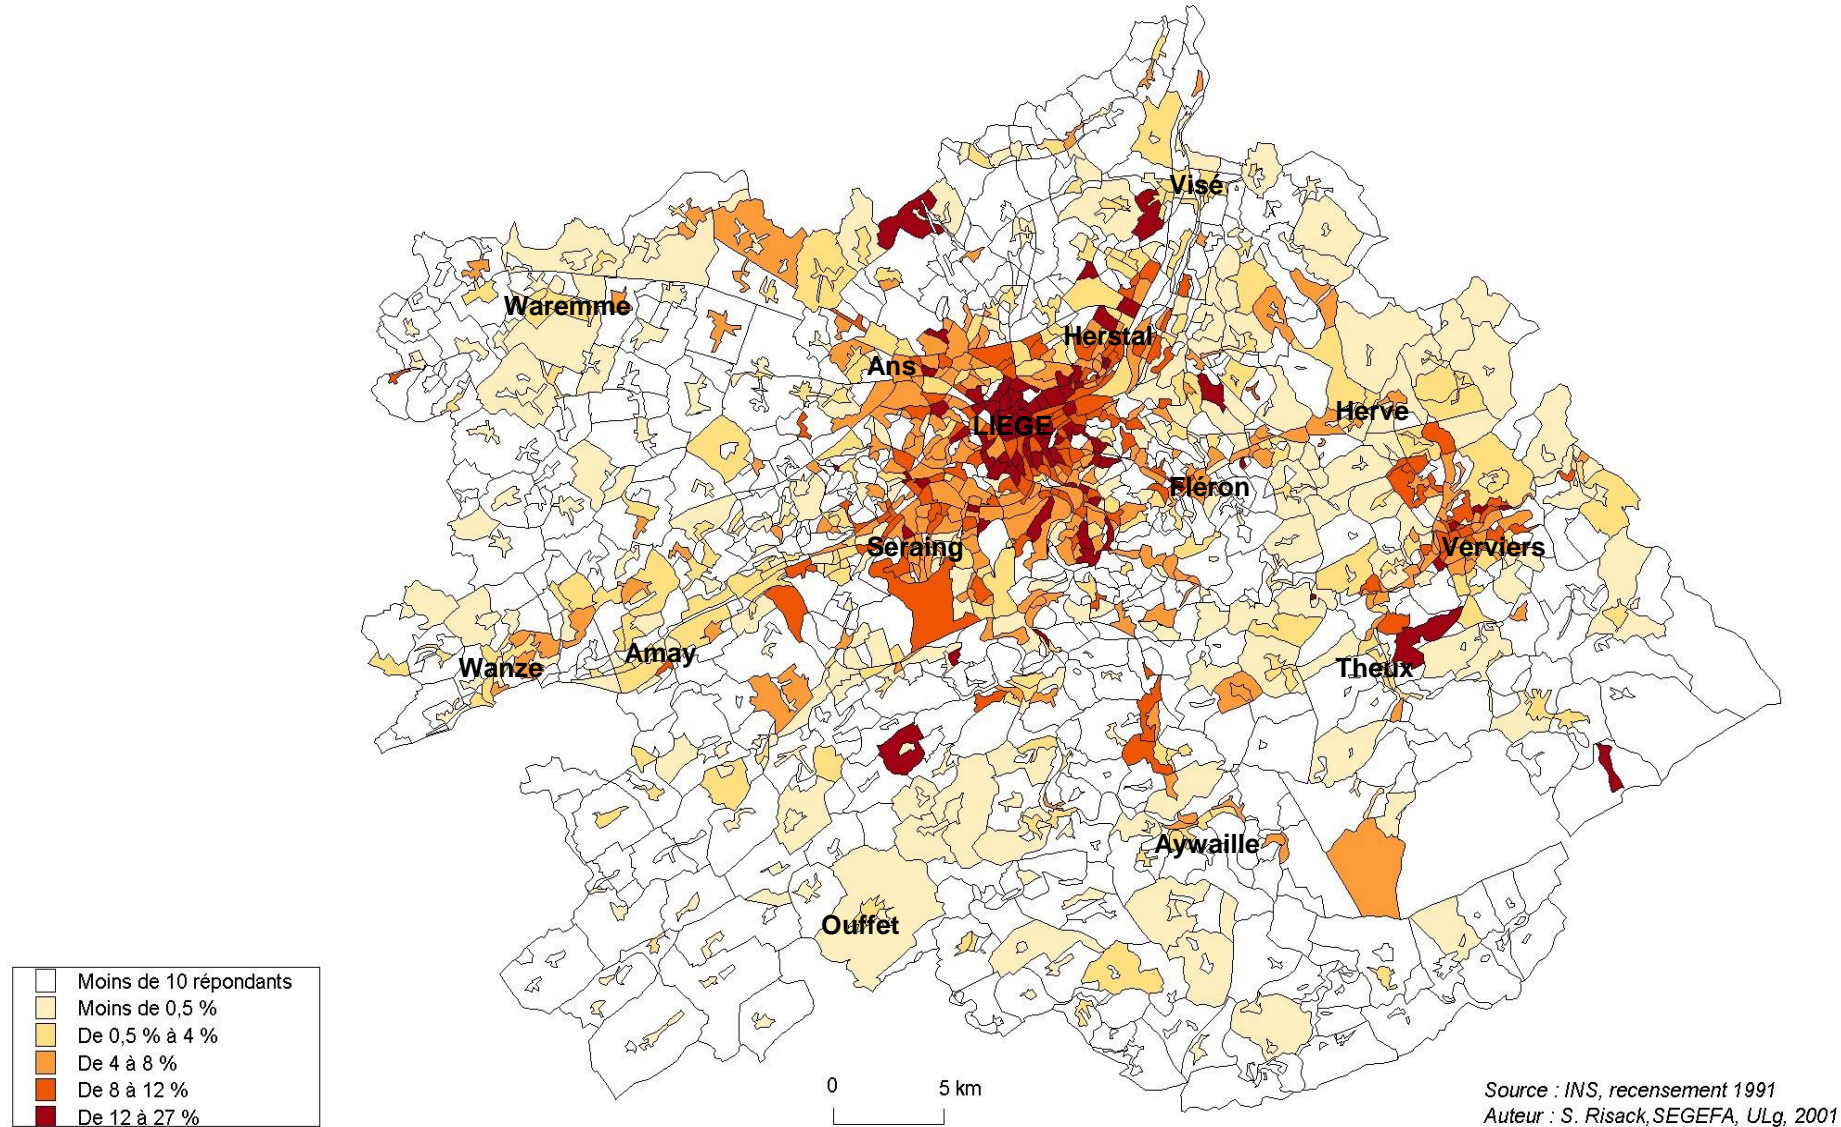 Visé
Waremme
Herstal
Ans
Herve
LIEGE
Fléron
Seraing
Verviers
Amay
Wanze
Theux
Aywaille
Ouffet
Moins de 10 répondants
Moins de 0,5 %
De 0,5 % à 4 %
De 4 à 8 %
De 8 à 12 %
De 12 à 27 %
0 5 km
Source : INS, recensement 1991
Auteur : S. Risack,SEGEFA, ULg, 2001